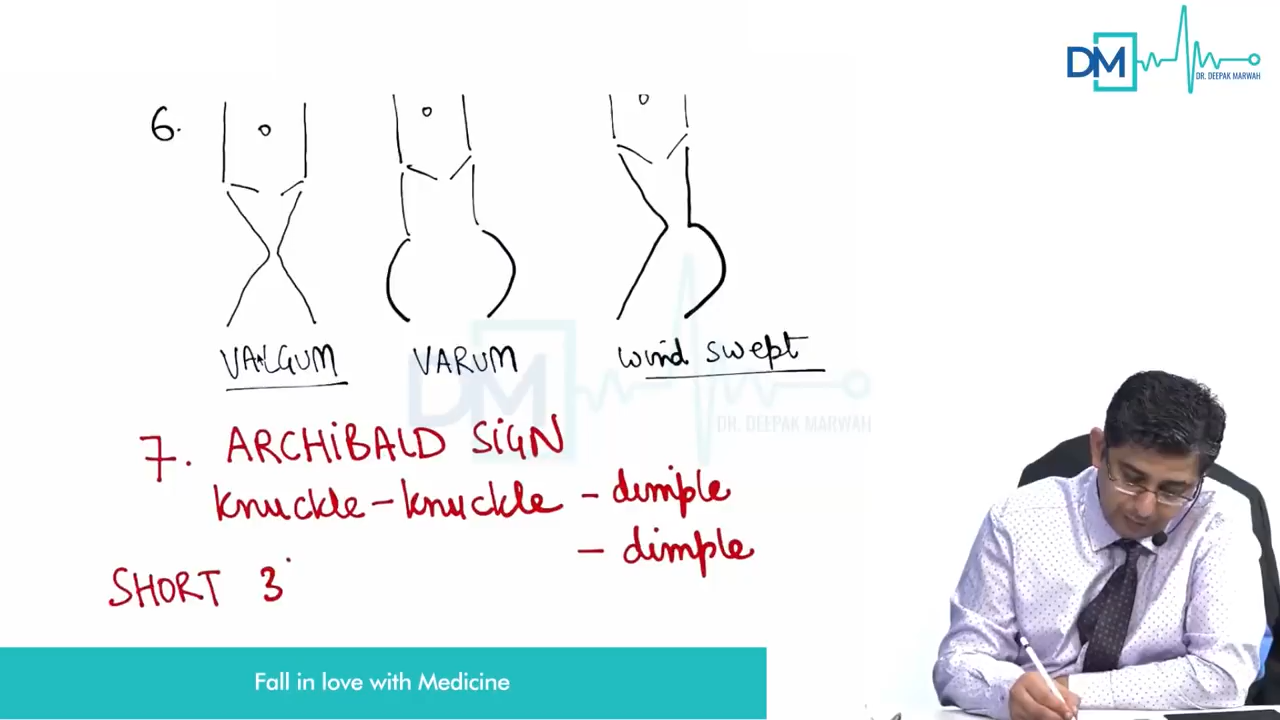 DM
DR. DEEPAK MARWAH
6.
VALGUM VARUM wind swept
DM
DR. DEEPAK MARWAH
7. ARCHIBALD SIGN
knuckle - knuckle - dimple
- dimple
SHORT 3
Fall in love with Medicine